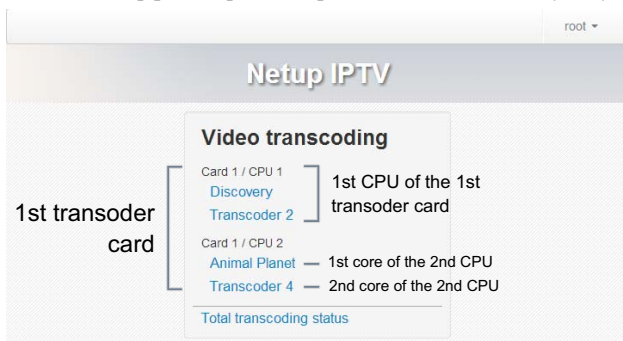 root
Netup IPTV
Video transcoding
Card 1 / CPU 1
Discovery
Transcoder 2
1st CPU of the 1st
transoder card
1st transoder
card
Card 1 / CPU 2
Animal Planet
1st core of the 2nd CPU
Transcoder 4
2nd core of the 2nd CPU
Total transcoding status